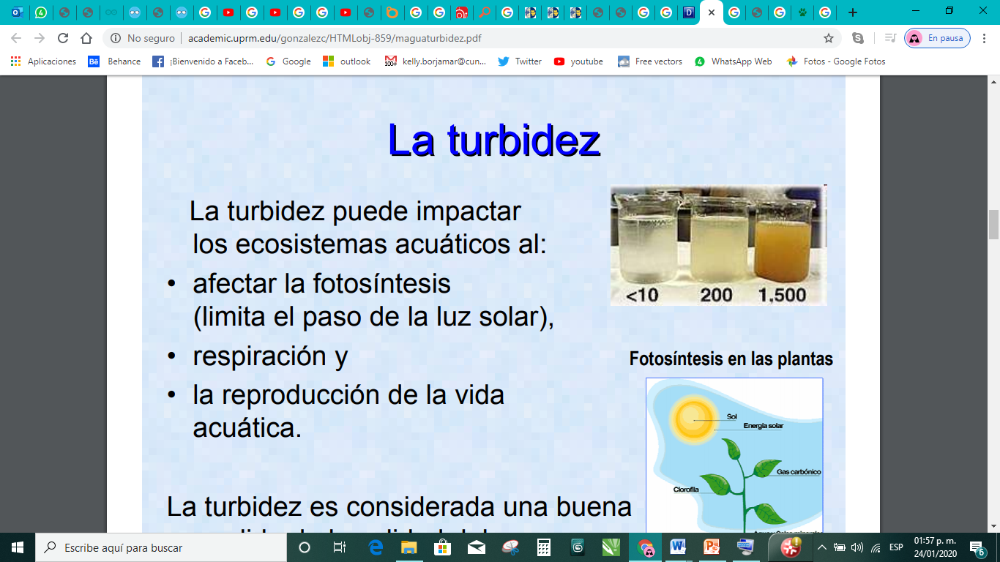 No seguro
academic.uprm.edu/gonzalezc/HTMLobj-859/maguaturbidez.pdf
En pausa
Aplicaciones
Behance
¡Bienvenido a Faceb...
Google
outlook
kelly.borjamar@cun...
Twitter
youtube
Free vectors
WhatsApp Web
Fotos - Google Fotos
La turbidez
La turbidez puede impactar
los ecosistemas acuáticos al:
• afectar la fotosíntesis
(limita el paso de la luz solar),
• respiración y
• la reproducción de la vida
acuática.
La turbidez es considerada una buena
<10 200 1,500
Fotosíntesis en las plantas
Sol
Energía solar
Gas carbónico
Clorofila
Escribe aquí para buscar
ESP
01:57 p. m.
24/01/2020
6